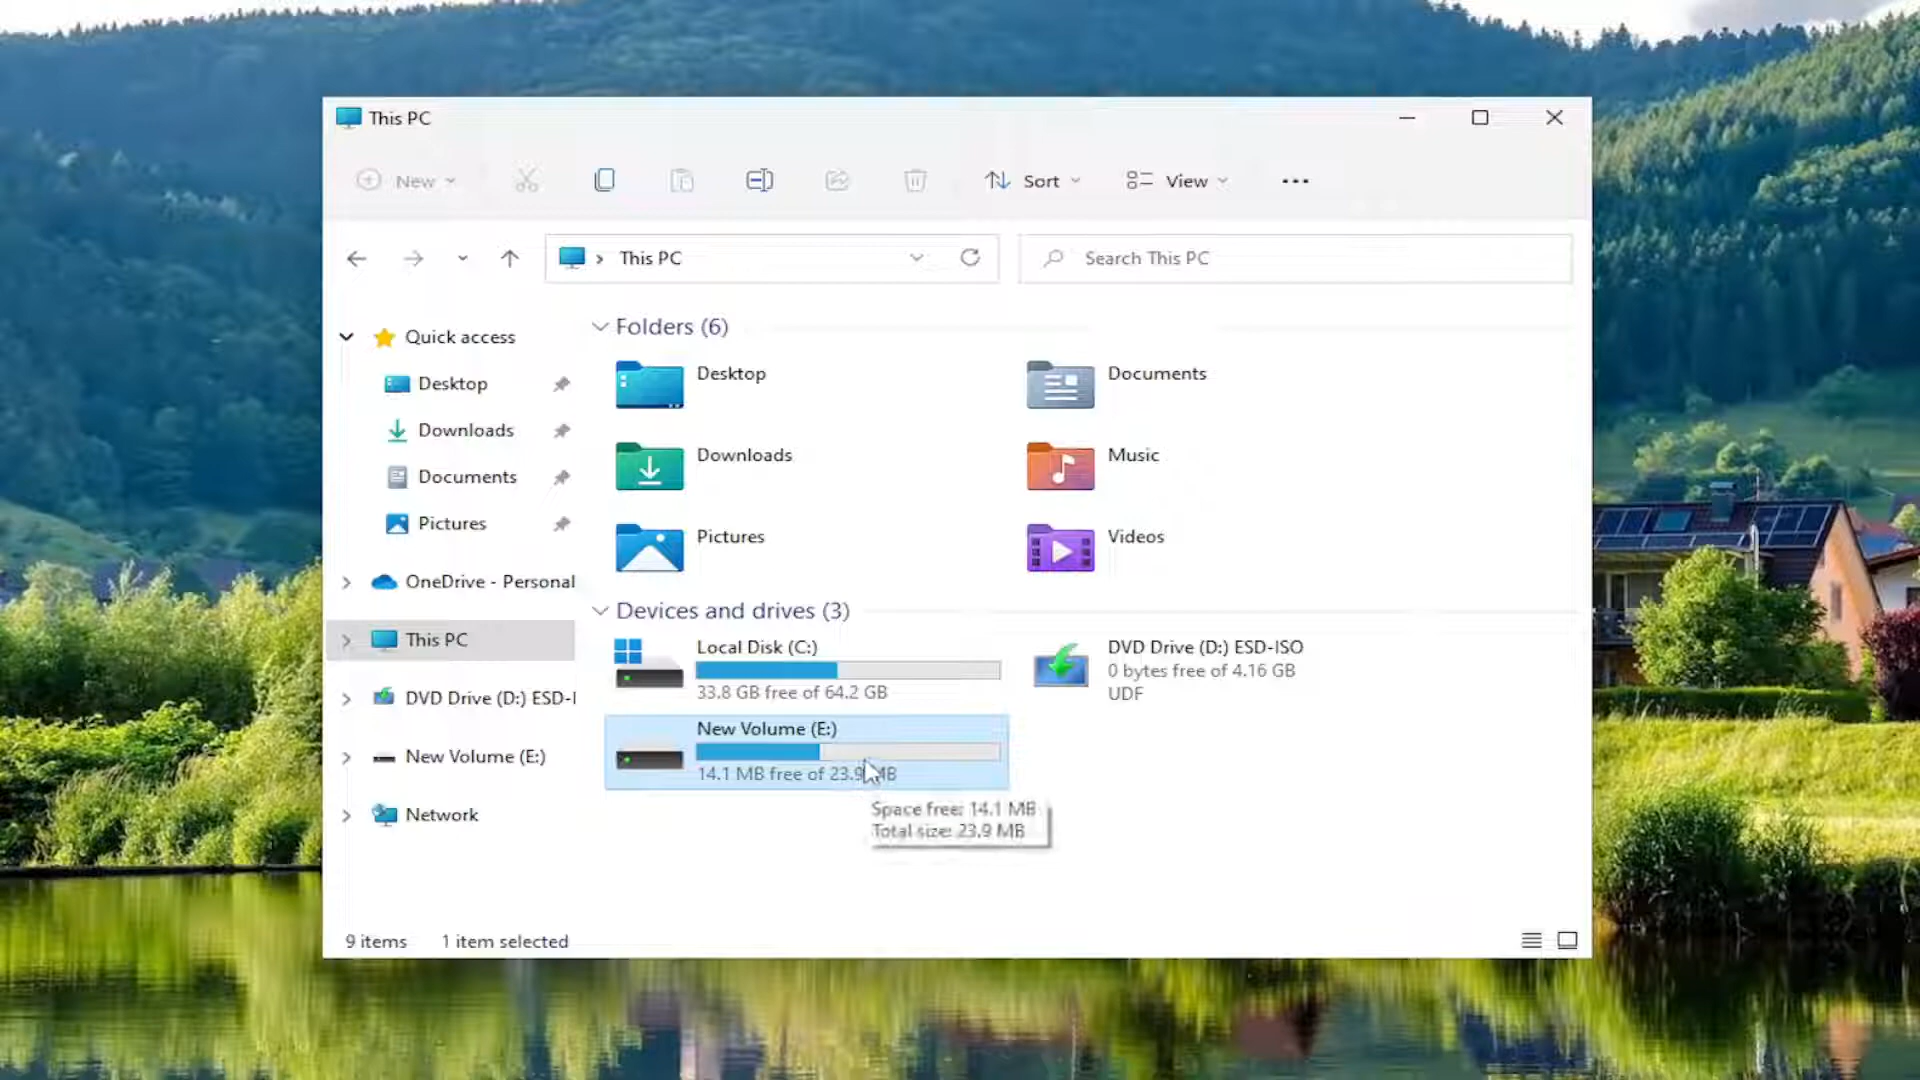 This PC
New
Sort
View
This PC
Search This PC
Quick access
Desktop
Downloads
Documents
Pictures
OneDrive - Personal
This PC
DVD Drive (D:) ESD-I
New Volume (E:)
Network
Folders (6)
Desktop
Documents
Downloads
Music
Pictures
Videos
Devices and drives (3)
Local Disk (C:)
33.8 GB free of 64.2 GB
DVD Drive (D:) ESD-ISO
0 bytes free of 4.16 GB
UDF
New Volume (E:)
14.1 MB free of 23.9 MB
Space free: 14.1 MB
Total size: 23.9 MB
9 items
1 item selected